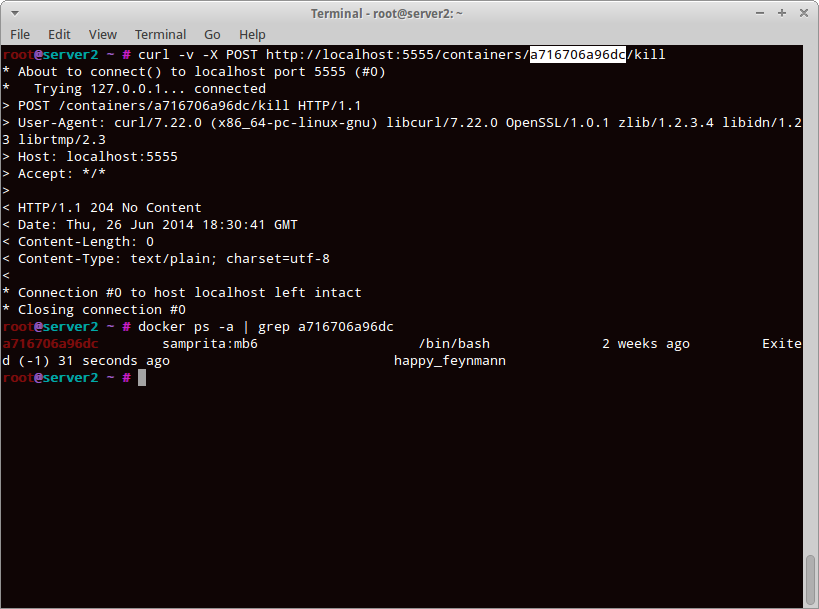 Terminal - root@server2: ~
File Edit View Terminal Go Help
root@server2 ~ # curl -v -X POST http://localhost:5555/containers/a716706a96dc/kill
* About to connect() to localhost port 5555 (#0)
*   Trying 127.0.0.1... connected
> POST /containers/a716706a96dc/kill HTTP/1.1
> User-Agent: curl/7.22.0 (x86_64-pc-linux-gnu) libcurl/7.22.0 OpenSSL/1.0.1 zlib/1.2.3.4 libidn/1.2
3 librtmp/2.3
> Host: localhost:5555
> Accept: */*
>
< HTTP/1.1 204 No Content
< Date: Thu, 26 Jun 2014 18:30:41 GMT
< Content-Length: 0
< Content-Type: text/plain; charset=utf-8
<
* Connection #0 to host localhost left intact
* Closing connection #0
root@server2 ~ # docker ps -a | grep a716706a96dc
a716706a96dc        samprita:mb6                    /bin/bash              2 weeks ago         Exite
d (-1) 31 seconds ago                            happy_feynmann
root@server2 ~ #